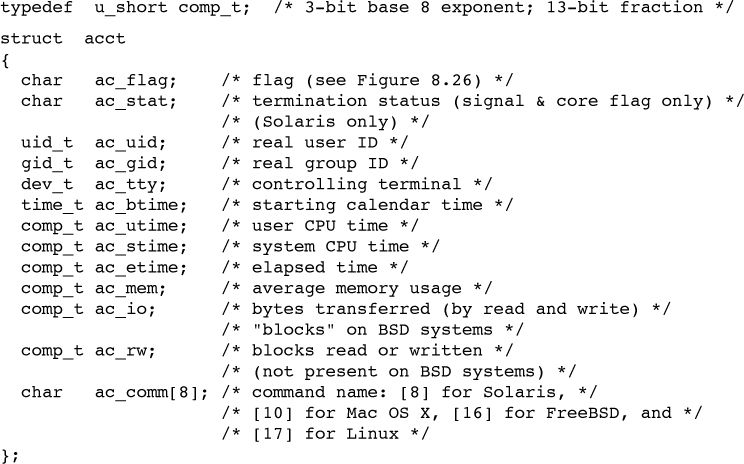 typedef  u_short comp_t;  /* 3-bit base 8 exponent; 13-bit fraction */
struct  acct
{
  char   ac_flag;    /* flag (see Figure 8.26) */
  char   ac_stat;    /* termination status (signal & core flag only) */
                     /* (Solaris only) */
  uid_t  ac_uid;     /* real user ID */
  gid_t  ac_gid;     /* real group ID */
  dev_t  ac_tty;     /* controlling terminal */
  time_t ac_btime;   /* starting calendar time */
  comp_t ac_utime;   /* user CPU time */
  comp_t ac_stime;   /* system CPU time */
  comp_t ac_etime;   /* elapsed time */
  comp_t ac_mem;     /* average memory usage */
  comp_t ac_io;      /* bytes transferred (by read and write) */
                     /* "blocks" on BSD systems */
  comp_t ac_rw;      /* blocks read or written */
                     /* (not present on BSD systems) */
  char   ac_comm[8]; /* command name: [8] for Solaris, */
                     /* [10] for Mac OS X, [16] for FreeBSD, and */
                     /* [17] for Linux */
};